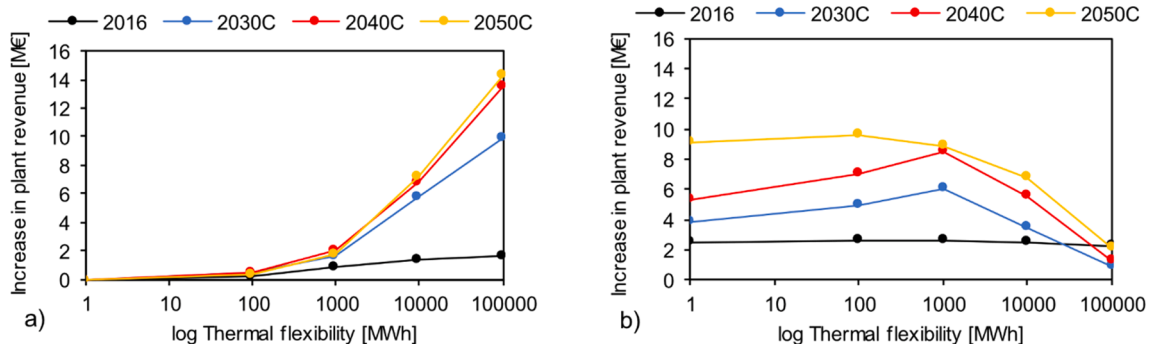 2016 2030C 2040C 2050C
Increase in plant revenue [M€]
16
14
12
10
8
6
4
2
0
1 10 100 1000 10000 100000
log Thermal flexibility [MWh]
a)
2016 2030C 2040C 2050C
Increase in plant revenue [M€]
16
14
12
10
8
6
4
2
0
1 10 100 1000 10000 100000
log Thermal flexibility [MWh]
b)